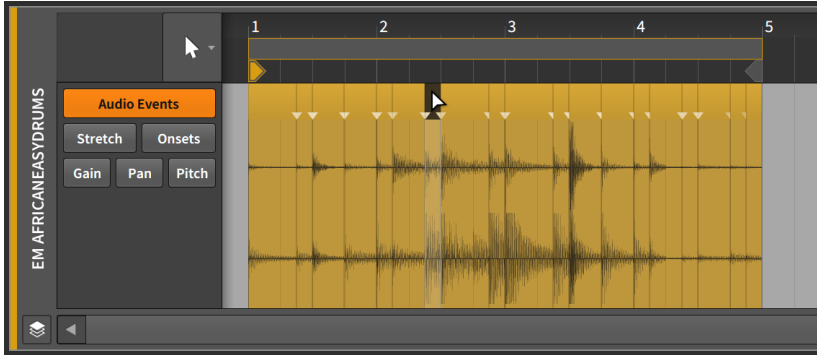 1 2 3 4 5
EM AFRICANEASYDRUMS
Audio Events
Stretch Onsets
Gain Pan Pitch